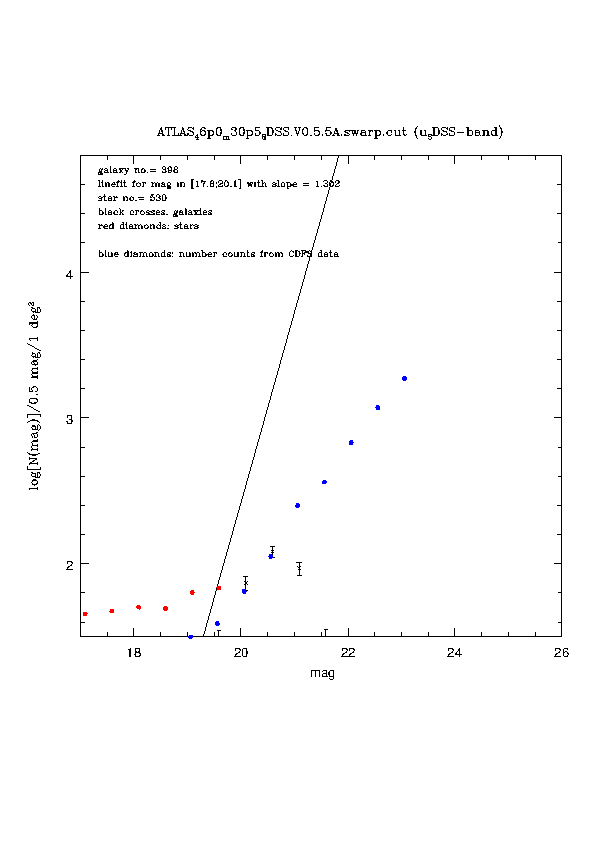 ATLAS₄6p0ₘ30p5qDSS.V0.5.5A.swarp.cut (uₛDSS-band)
galaxy no.= 398
linefit for mag in [17.8;20.1] with slope = 1.302
star no.= 530
black crosses. galaxies
red diamonds: stars
blue diamonds: number counts from CDFS data
log[N(mag)]/0.5 mag/1 deg²
4
3
2
18 20 22 24 26
mag